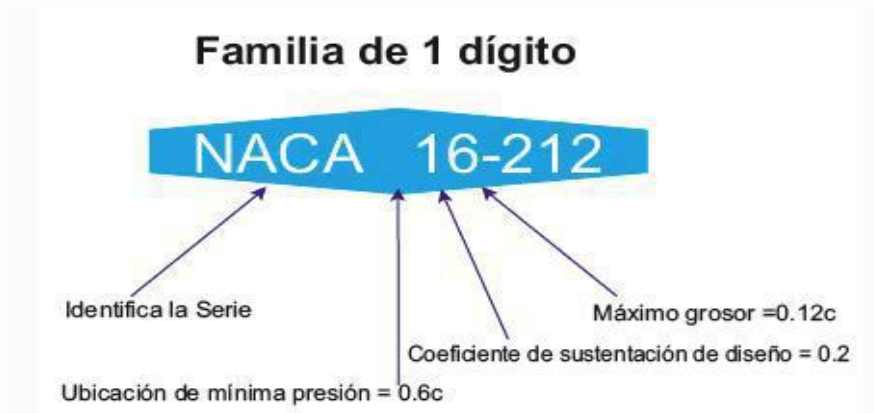 Familia de 1 dígito
NACA 16-212
Identifica la Serie
Máximo grosor =0.12c
Coeficiente de sustentación de diseño = 0.2
Ubicación de mínima presión = 0.6c